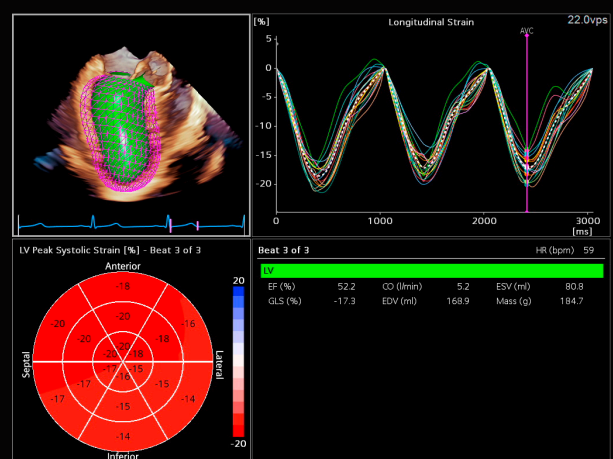 [%]
Longitudinal Strain
22.0vps
AVC
5
0
-5
-10
-15
-20
0
1000
2000
3000
[ms]
LV Peak Systolic Strain [%] - Beat 3 of 3
Anterior
Septal
Lateral
Inferior
-18
-20
-16
-20
-18
-20
-20
-18
-17
-15
-16
-17
-17
-15
-15
-14
-14
20
-20
Beat 3 of 3
HR (bpm) 59
LV
EF (%) 52.2 CO (l/min) 5.2 ESV (ml) 80.8
GLS (%) -17.3 EDV (ml) 168.9 Mass (g) 184.7